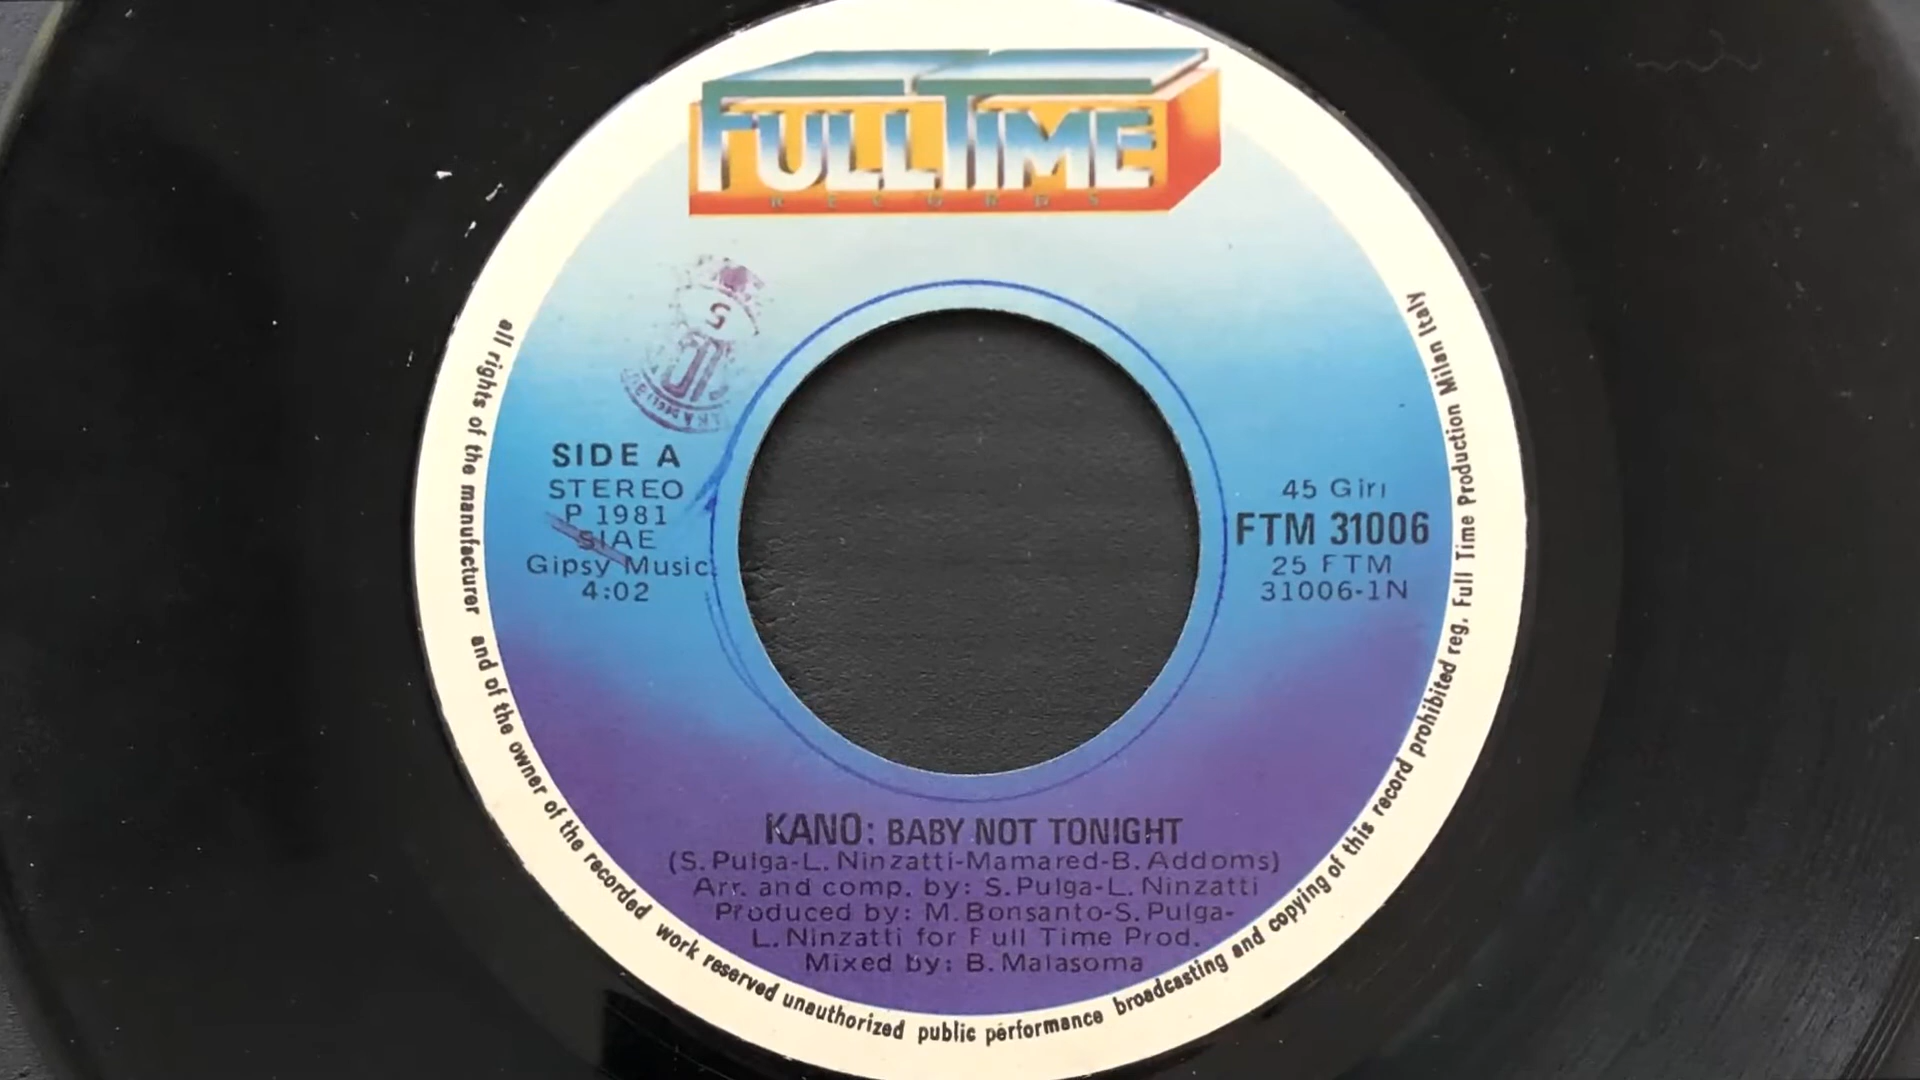 FULLTIME
RECORDS
SIDE A
STEREO
P 1981
SIAE
Gipsy Music
4:02
45 Giri
FTM 31006
25 FTM
31006-1N
KANO: BABY NOT TONIGHT
(S. Pulga-L. Ninzatti-Mamared-B. Addoms)
Arr. and comp. by: S. Pulga-L. Ninzatti
Produced by: M. Bonsanto-S. Pulga-
L. Ninzatti for Full Time Prod.
Mixed by: B. Malasoma
all rights of the manufacturer and of the owner of the recorded work reserved unauthorized public performance broadcasting and copying of this record prohibited reg. Full Time Production Milan Italy
5